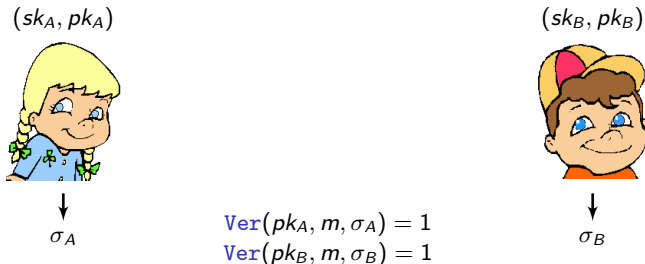 (sk_A, pk_A)
(sk_B, pk_B)
σ_A
σ_B
Ver(pk_A, m, σ_A) = 1
Ver(pk_B, m, σ_B) = 1